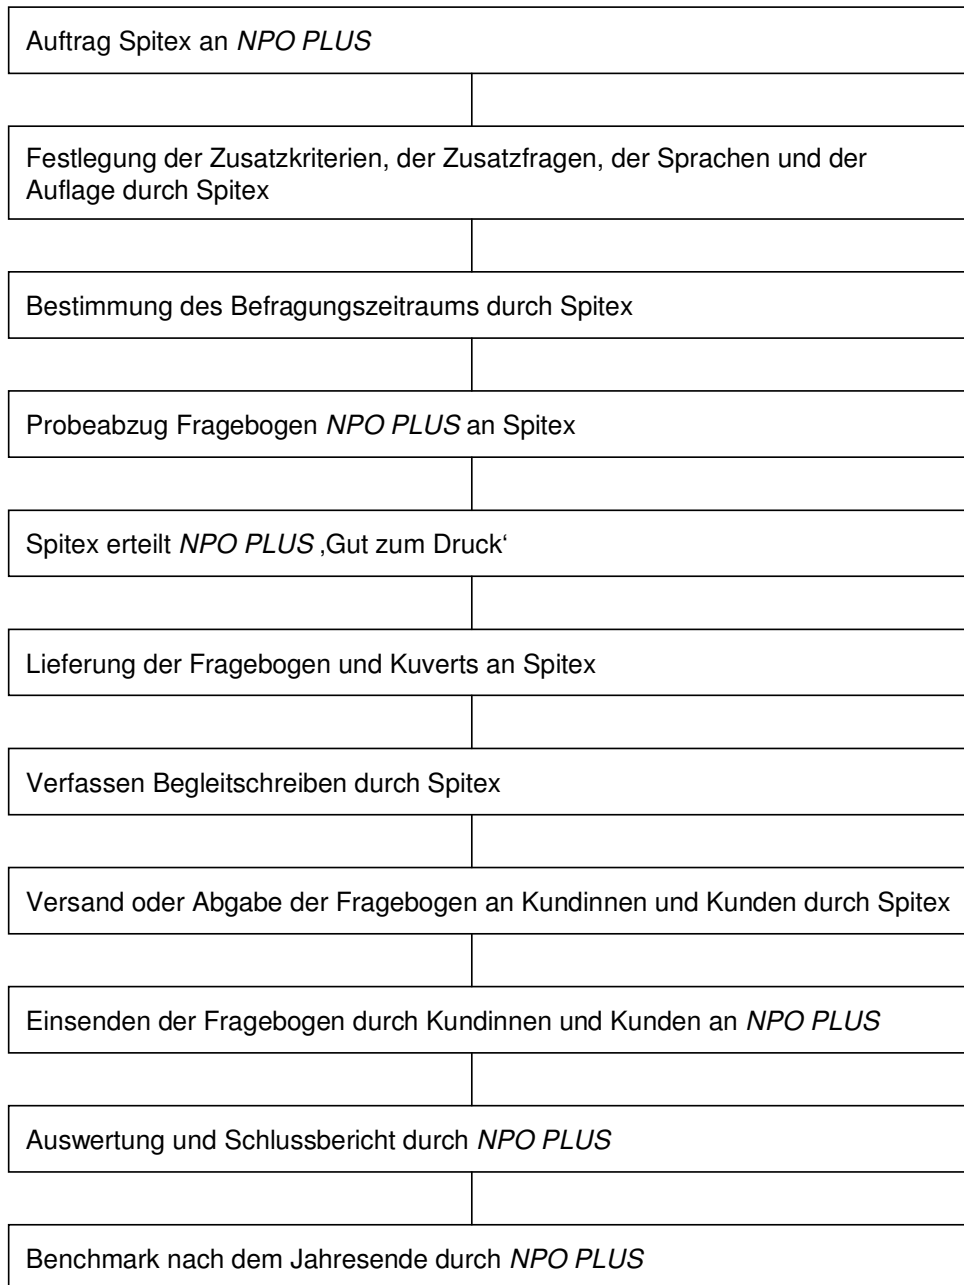 Auftrag Spitex an NPO PLUS
Festlegung der Zusatzkriterien, der Zusatzfragen, der Sprachen und der
Auflage durch Spitex
Bestimmung des Befragungszeitraums durch Spitex
Probeabzug Fragebogen NPO PLUS an Spitex
Spitex erteilt NPO PLUS ‚Gut zum Druck‘
Lieferung der Fragebogen und Kuverts an Spitex
Verfassen Begleitschreiben durch Spitex
Versand oder Abgabe der Fragebogen an Kundinnen und Kunden durch Spitex
Einsenden der Fragebogen durch Kundinnen und Kunden an NPO PLUS
Auswertung und Schlussbericht durch NPO PLUS
Benchmark nach dem Jahresende durch NPO PLUS